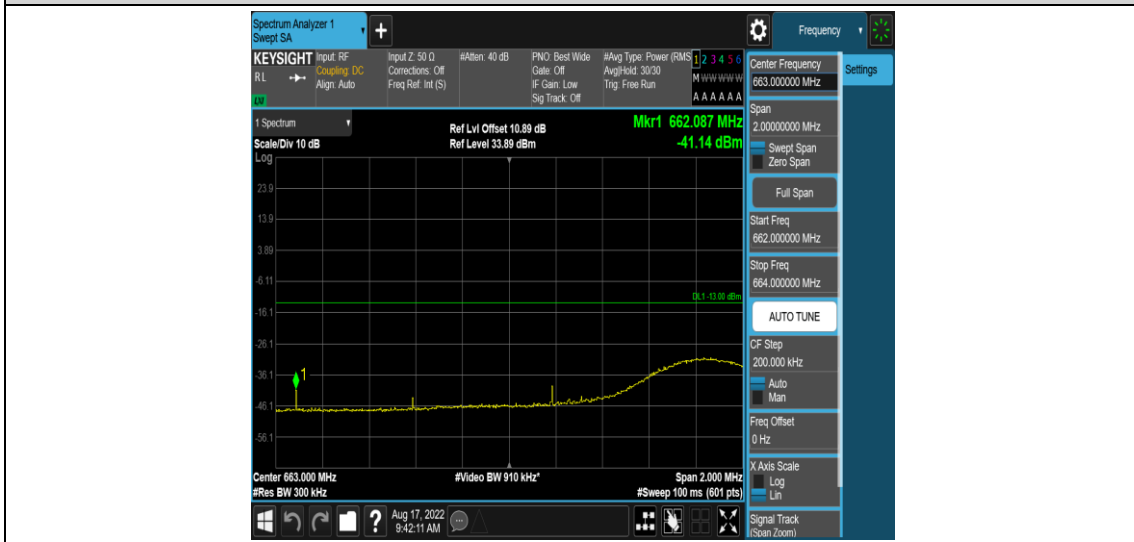 Spectrum Analyzer 1
Swept SA
+
Frequency
KEYSIGHT
RL
LXI
Input: RF
Coupling: DC
Align: Auto
Input Z: 50 Ω
Corrections: Off
Freq Ref: Int (S)
#Atten: 40 dB
PNO: Best Wide
Gate: Off
IF Gain: Low
Sig Track: Off
#Avg Type: Power (RMS
Avg|Hold: 30/30
Trig: Free Run
1 2 3 4 5 6
M W W W W W
A A A A A A
1 Spectrum
Scale/Div 10 dB
Log
Ref Lvl Offset 10.89 dB
Ref Level 33.89 dBm
Mkr1 662.087 MHz
-41.14 dBm
23.9
13.9
3.89
-6.11
DL1 -13.00 dBm
-16.1
-26.1
-36.1
1
-46.1
-56.1
Center 663.000 MHz
#Res BW 300 kHz
#Video BW 910 kHz*
Span 2.000 MHz
#Sweep 100 ms (601 pts)
?
Aug 17, 2022
9:42:11 AM
Center Frequency
663.000000 MHz
Span
2.00000000 MHz
Swept Span
Zero Span
Full Span
Start Freq
662.000000 MHz
Stop Freq
664.000000 MHz
AUTO TUNE
CF Step
200.000 kHz
Auto
Man
Freq Offset
0 Hz
X Axis Scale
Log
Lin
Signal Track
(Span Zoom)
Settings